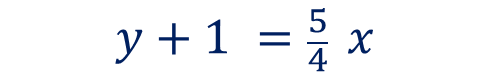 y + 1 = 5/4 x